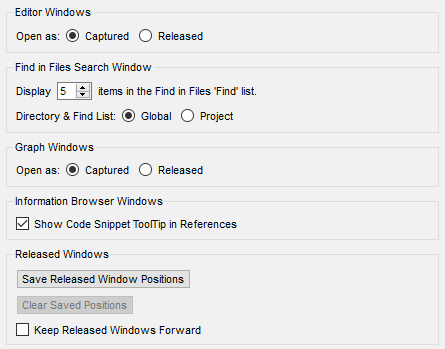 Editor Windows
Open as: Captured Released
Find in Files Search Window
Display 5 items in the Find in Files 'Find' list.
Directory & Find List: Global Project
Graph Windows
Open as: Captured Released
Information Browser Windows
Show Code Snippet ToolTip in References
Released Windows
Save Released Window Positions
Clear Saved Positions
Keep Released Windows Forward